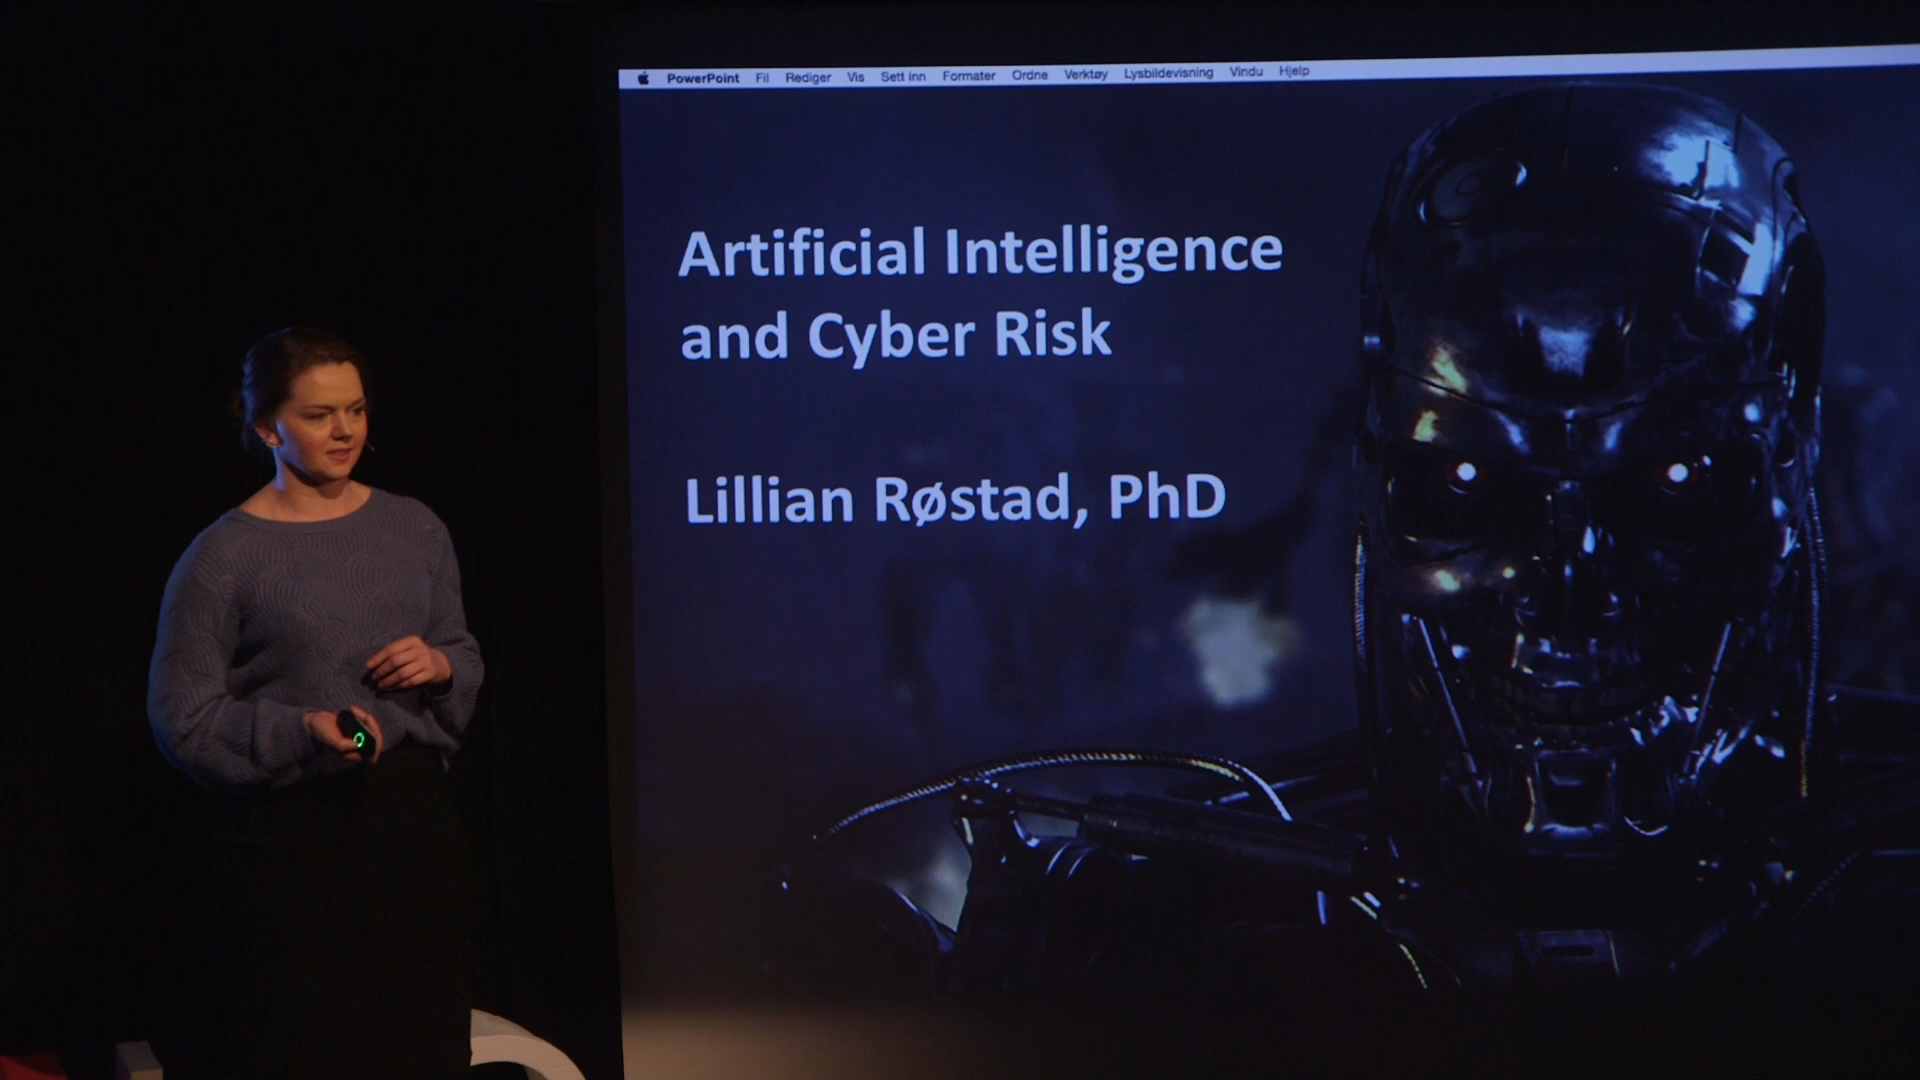 PowerPoint Fil Rediger Vis Sett inn Formater Ordne Verktøy Lysbildevisning Vindu Hjelp
Artificial Intelligence
and Cyber Risk
Lillian Røstad, PhD